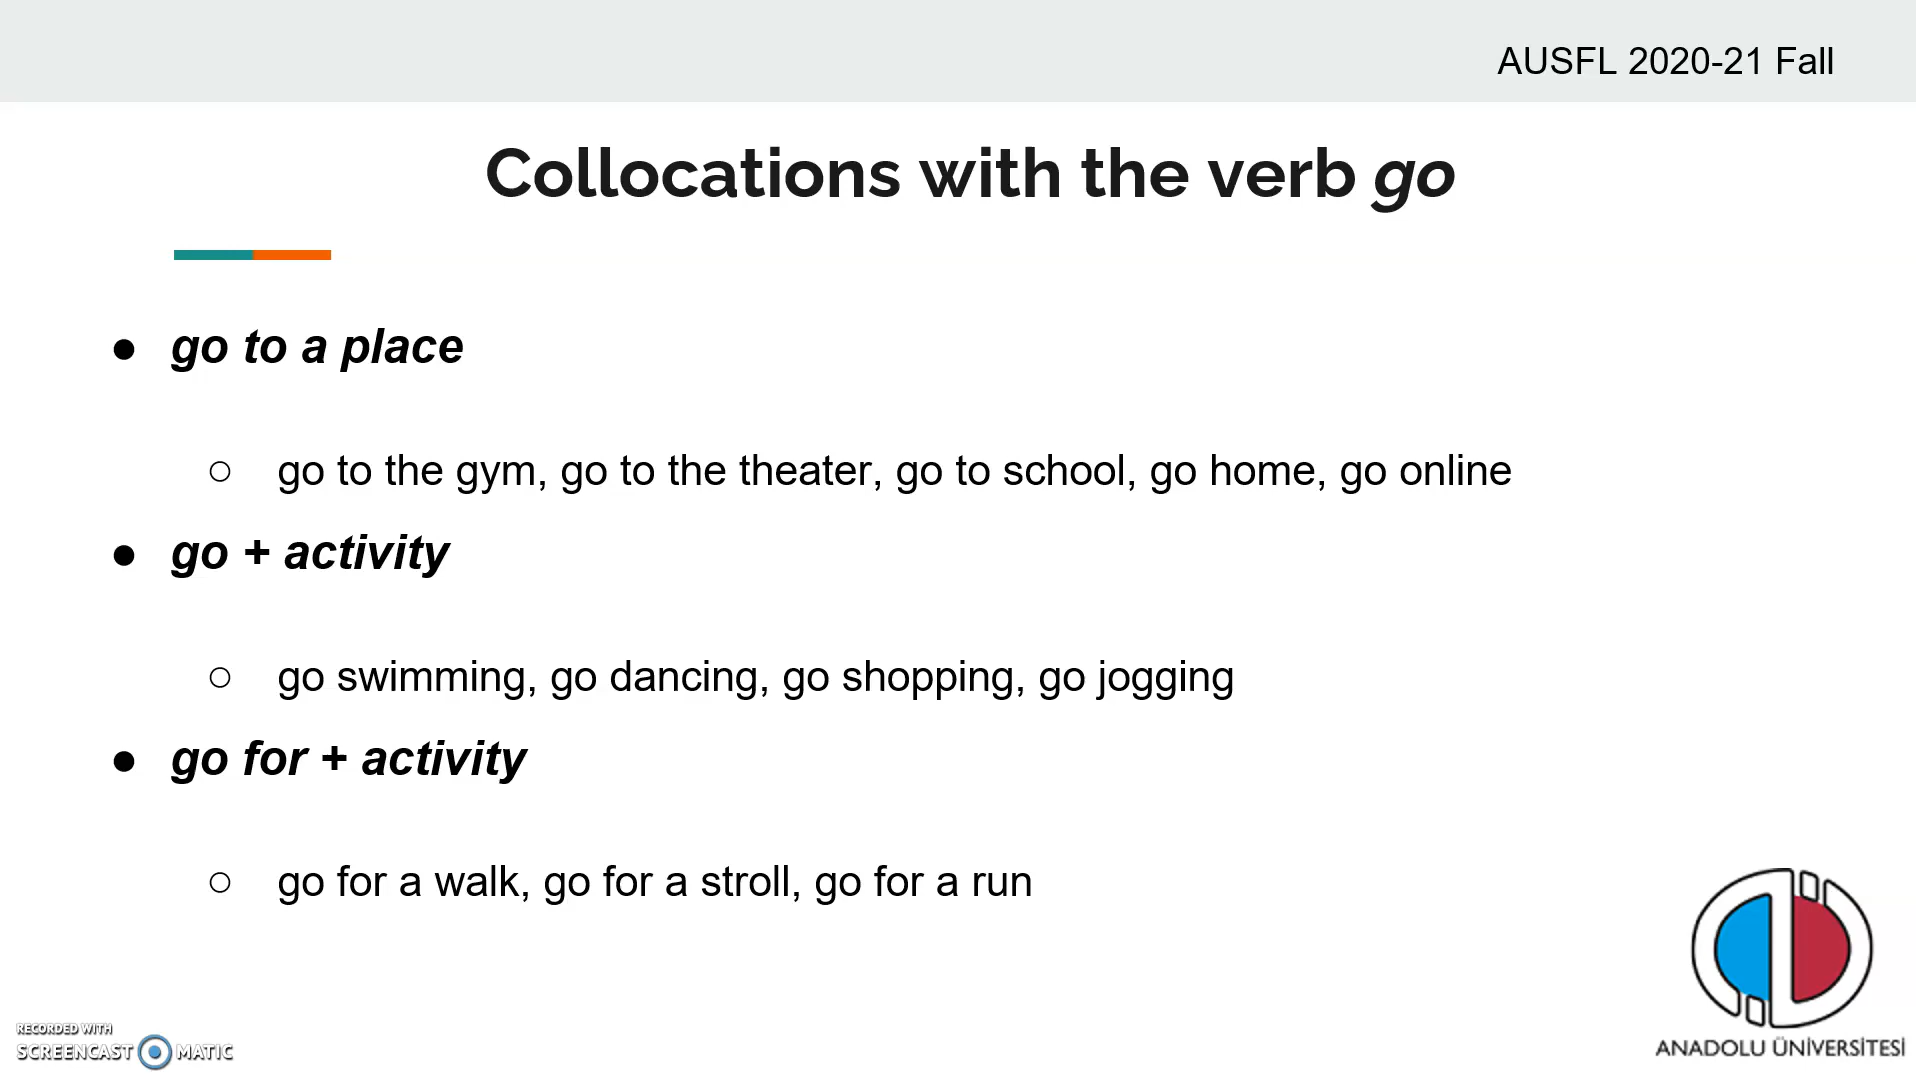 AUSFL 2020-21 Fall
Collocations with the verb go
● go to a place
○ go to the gym, go to the theater, go to school, go home, go online
● go + activity
○ go swimming, go dancing, go shopping, go jogging
● go for + activity
○ go for a walk, go for a stroll, go for a run
RECORDED WITH
SCREENCAST MATIC
ANADOLU ÜNİVERSİTESİ